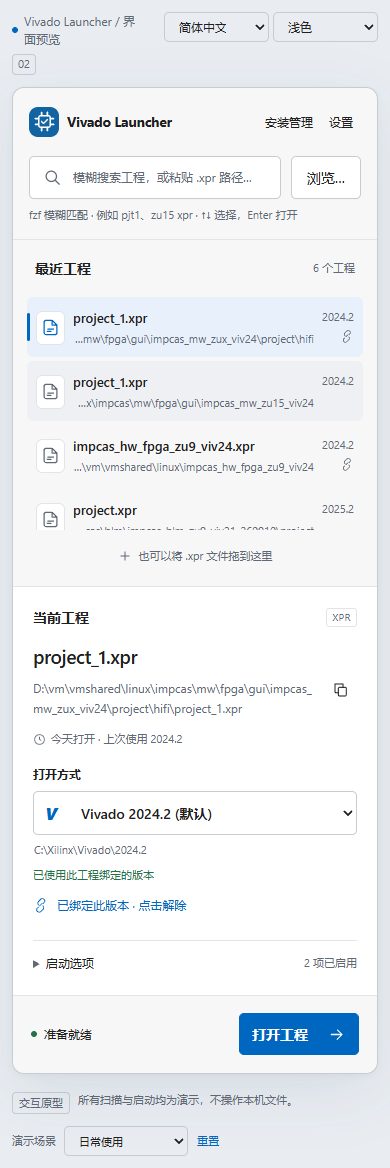 Vivado Launcher / 界
面预览
简体中文
浅色
02
Vivado Launcher
安装管理
设置
模糊搜索工程，或粘贴 .xpr 路径...
浏览...
fzf 模糊匹配 · 例如 pjt1、zu15 xpr · ↑↓ 选择，Enter 打开
最近工程
6 个工程
project_1.xpr
2024.2
...mw\fpga\gui\impcas_mw_zux_viv24\project\hifi
project_1.xpr
2024.2
...x\impcas\mw\fpga\gui\impcas_mw_zu15_viv24
impcas_hw_fpga_zu9_viv24.xpr
2024.2
...\vm\vmshared\linux\impcas_hw_fpga_zu9_viv24
project.xpr
2025.2
也可以将 .xpr 文件拖到这里
当前工程
XPR
project_1.xpr
D:\vm\vmshared\linux\impcas\mw\fpga\gui\impcas_
mw_zux_viv24\project\hifi\project_1.xpr
今天打开 · 上次使用 2024.2
打开方式
V
Vivado 2024.2 (默认)
C:\Xilinx\Vivado\2024.2
已使用此工程绑定的版本
已绑定此版本 · 点击解除
启动选项
2 项已启用
准备就绪
打开工程
交互原型
所有扫描与启动均为演示，不操作本机文件。
演示场景
日常使用
重置